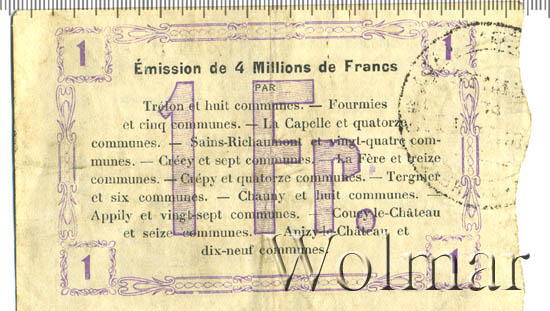 1 1
Émission de 4 Millions de Francs
PAR
Trélon et huit communes. — Fourmies
et cinq communes. — La Capelle et quatorze
communes. — Sains-Richaumont et vingt-quatre com-
munes. — Crécy et sept communes. — La Fère et treize
communes. — Crépy et quatorze communes. — Tergnier
et six communes. — Chauny et huit communes. —
Appily et vingt-sept communes. — Coucy-le-Château
et seize communes. — Anizy-le-Château et
dix-neuf communes.
1 Fr.
1 1
Wolmar